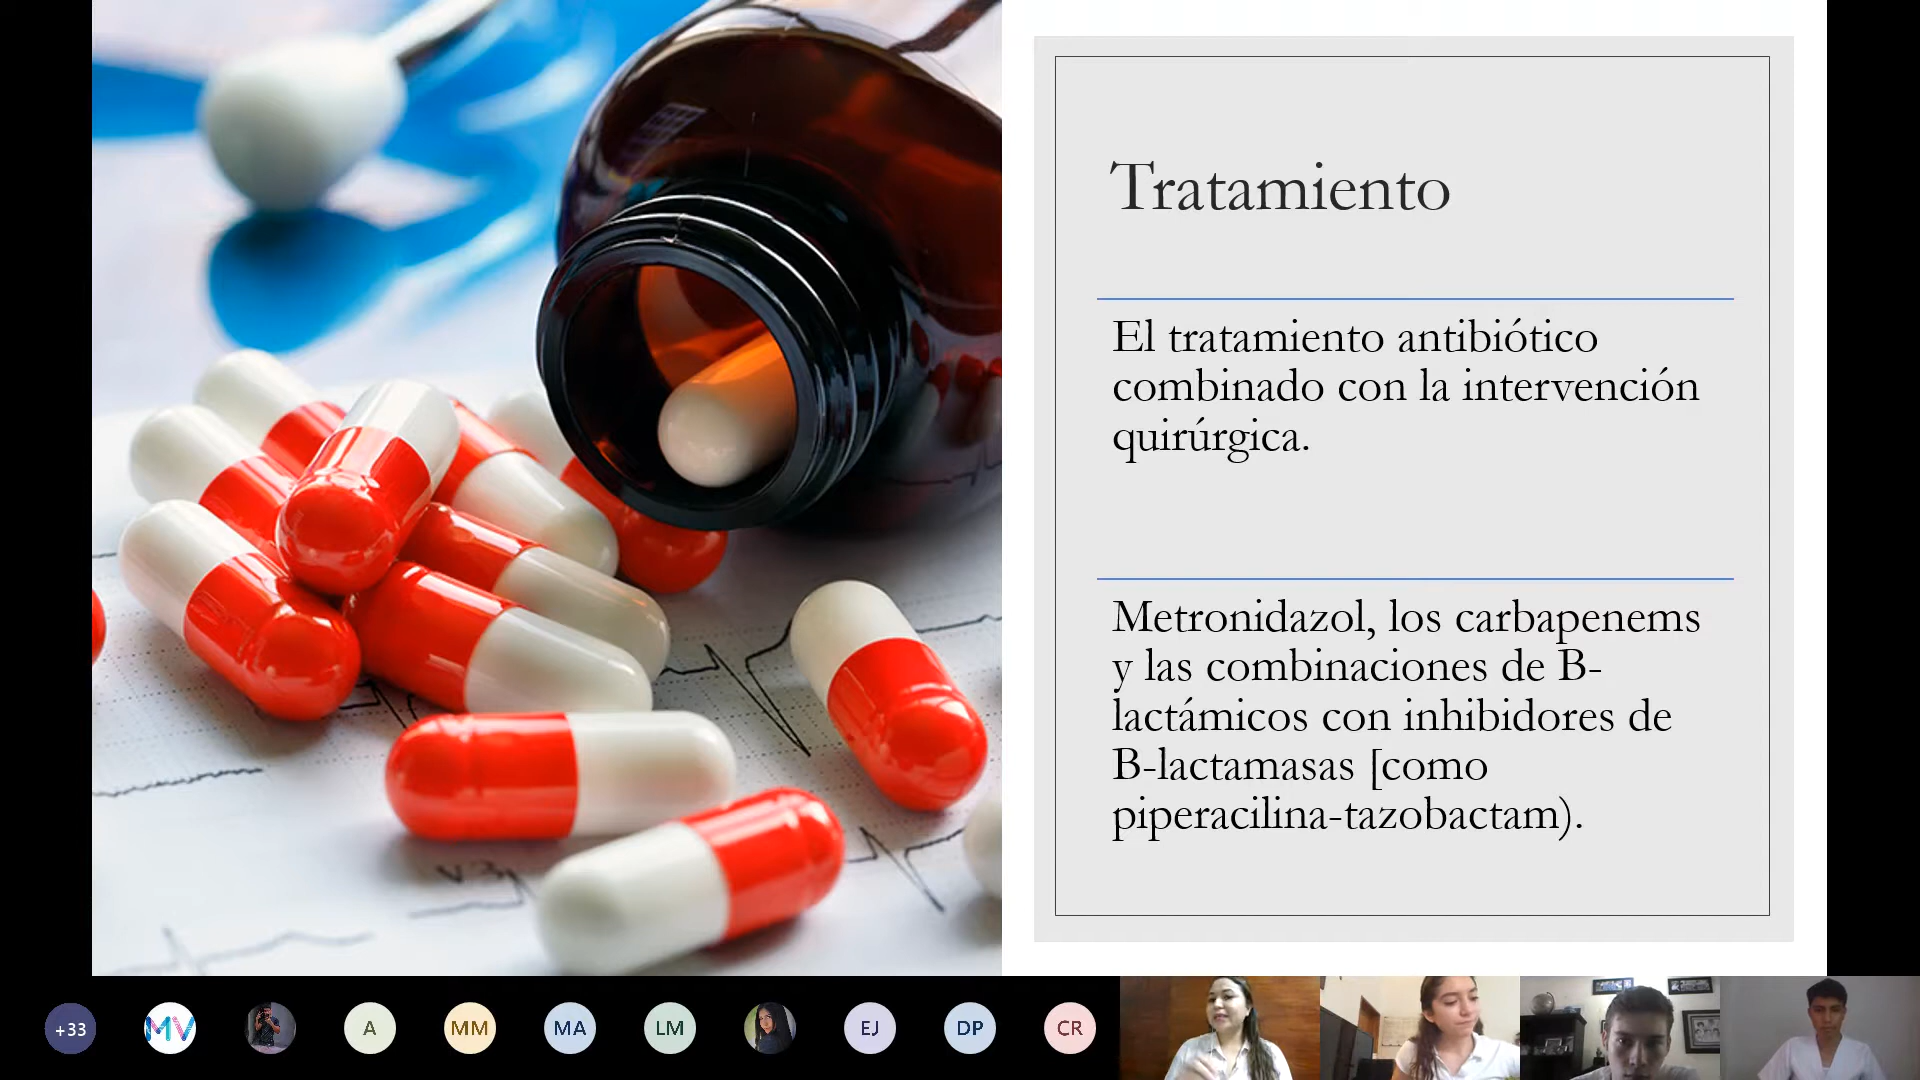 Tratamiento
El tratamiento antibiótico
combinado con la intervención
quirúrgica.
Metronidazol, los carbapenems
y las combinaciones de B-
lactámicos con inhibidores de
B-lactamasas [como
piperacilina-tazobactam).
V3
+33
MV
A
MM
MA
LM
EJ
DP
CR